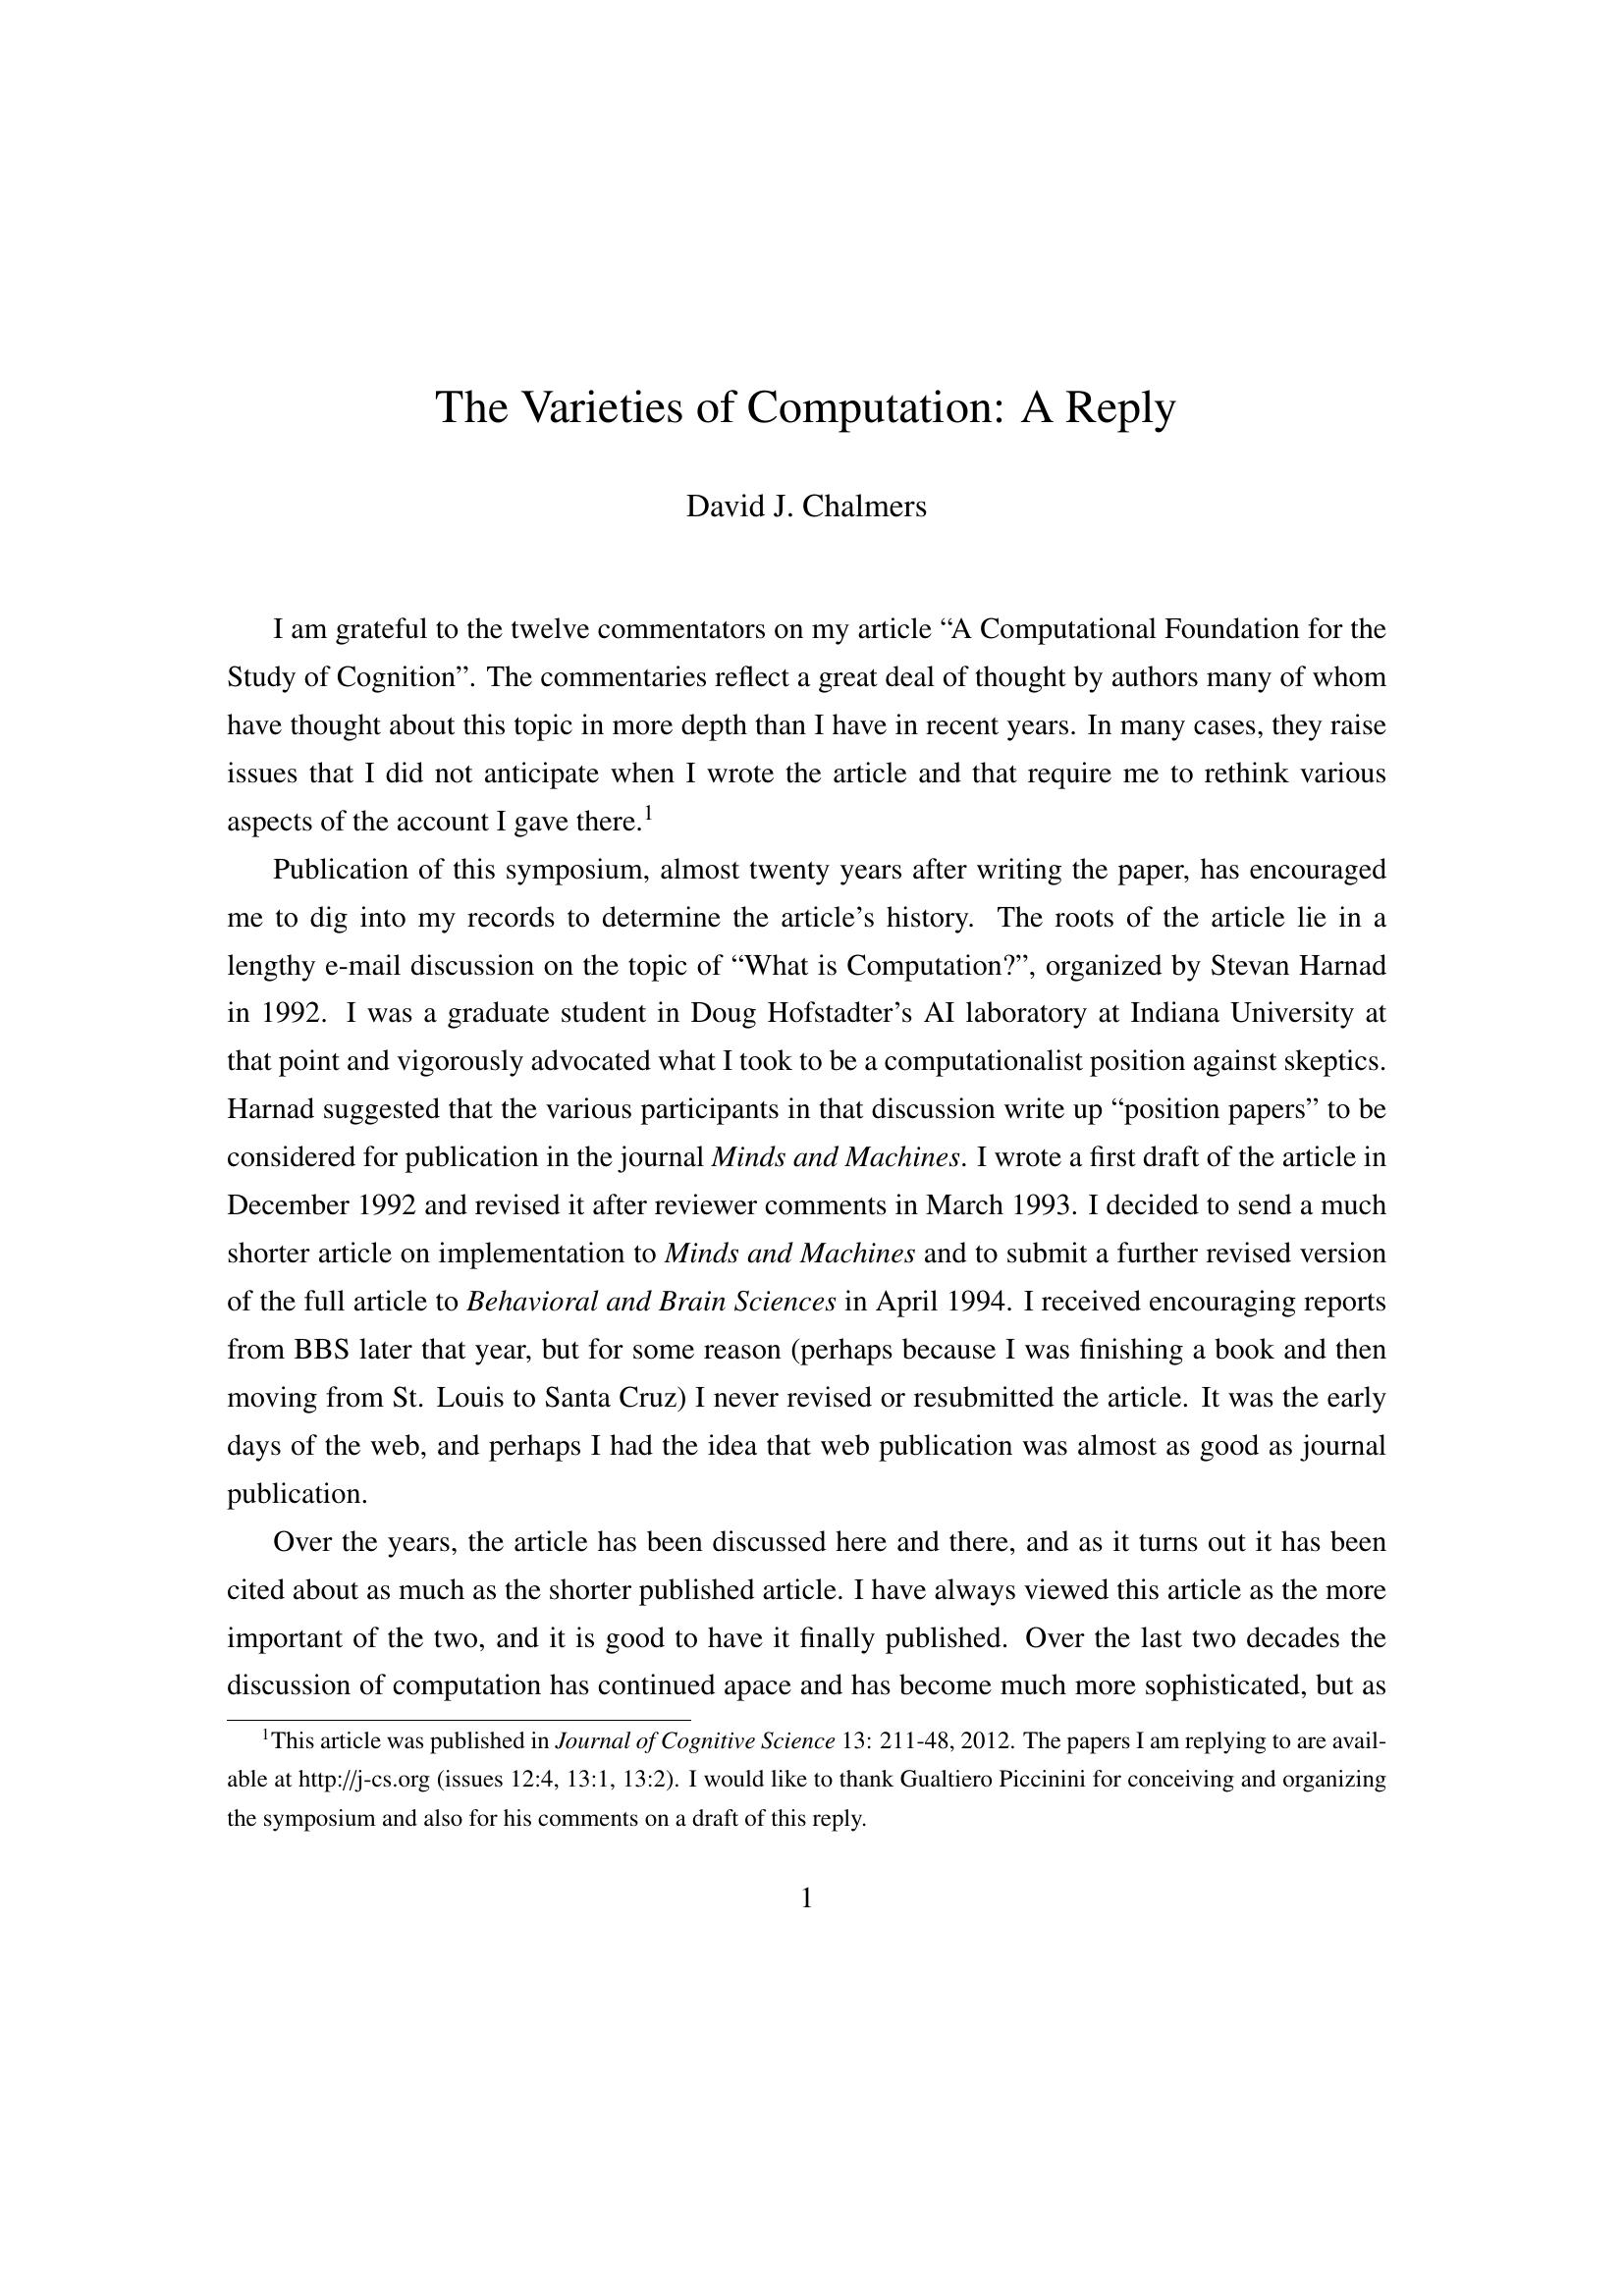 The Varieties of Computation: A Reply
David J. Chalmers
I am grateful to the twelve commentators on my article “A Computational Foundation for the
Study of Cognition”. The commentaries reflect a great deal of thought by authors many of whom
have thought about this topic in more depth than I have in recent years. In many cases, they raise
issues that I did not anticipate when I wrote the article and that require me to rethink various
aspects of the account I gave there.1
Publication of this symposium, almost twenty years after writing the paper, has encouraged
me to dig into my records to determine the article’s history. The roots of the article lie in a
lengthy e-mail discussion on the topic of “What is Computation?”, organized by Stevan Harnad
in 1992. I was a graduate student in Doug Hofstadter’s AI laboratory at Indiana University at
that point and vigorously advocated what I took to be a computationalist position against skeptics.
Harnad suggested that the various participants in that discussion write up “position papers” to be
considered for publication in the journal Minds and Machines. I wrote a first draft of the article in
December 1992 and revised it after reviewer comments in March 1993. I decided to send a much
shorter article on implementation to Minds and Machines and to submit a further revised version
of the full article to Behavioral and Brain Sciences in April 1994. I received encouraging reports
from BBS later that year, but for some reason (perhaps because I was finishing a book and then
moving from St. Louis to Santa Cruz) I never revised or resubmitted the article. It was the early
days of the web, and perhaps I had the idea that web publication was almost as good as journal
publication.
Over the years, the article has been discussed here and there, and as it turns out it has been
cited about as much as the shorter published article. I have always viewed this article as the more
important of the two, and it is good to have it finally published. Over the last two decades the
discussion of computation has continued apace and has become much more sophisticated, but as
1This article was published in Journal of Cognitive Science 13: 211-48, 2012. The papers I am replying to are avail-
able at http://j-cs.org (issues 12:4, 13:1, 13:2). I would like to thank Gualtiero Piccinini for conceiving and organizing
the symposium and also for his comments on a draft of this reply.
1